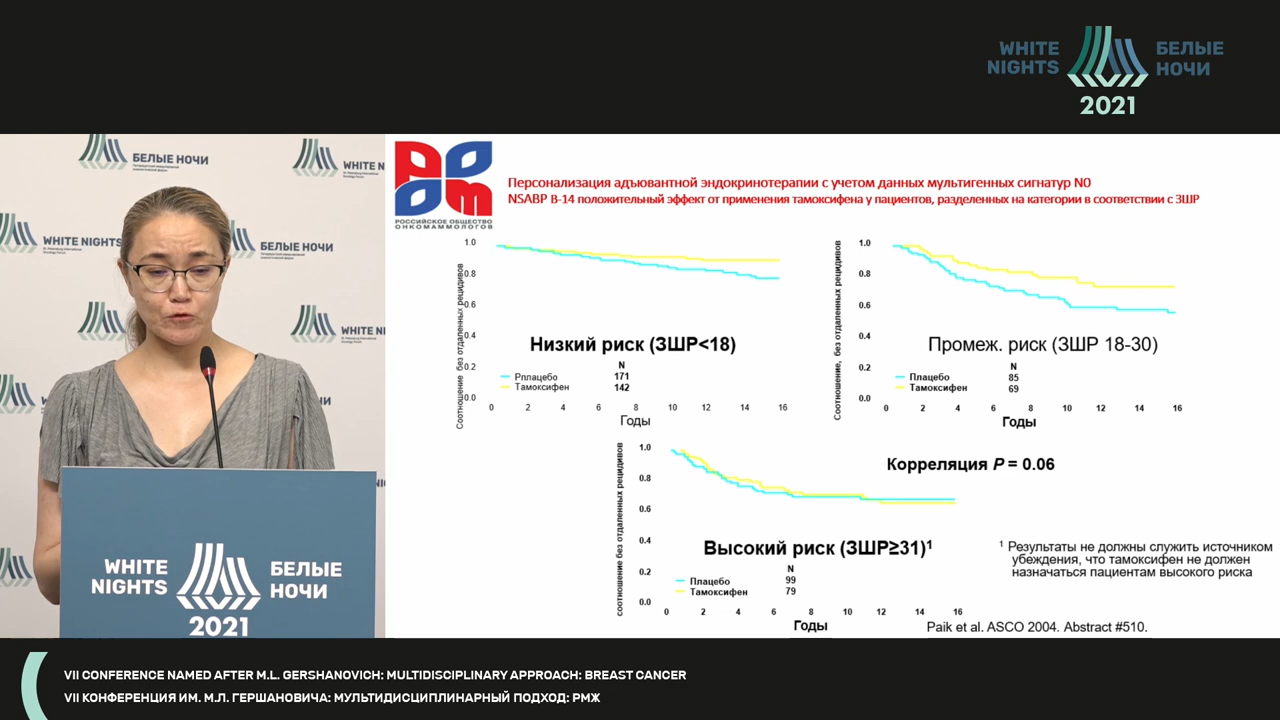 WHITE NIGHTS
БЕЛЫЕ НОЧИ
2021
БЕЛЫЕ НОЧИ
WHITE N
WHITE NIGHTS
БЕЛЫЕ НОЧИ
WHITE NI
WHITE NIGHTS
БЕЛЫЕ НОЧИ
2021
РОССИЙСКОЕ ОБЩЕСТВО
ОНКОМАММОЛОГОВ
Персонализация адъювантной эндокринотерапии с учетом данных мультигенных сигнатур N0
NSABP B-14 положительный эффект от применения тамоксифена у пациентов, разделенных на категории в соответствии с ЗШР
Соотношение без отдаленных рецидивов
1.0
0.8
0.6
0.4
0.2
0.0
Низкий риск (ЗШР<18)
N
Рплацебо 171
Тамоксифен 142
0 2 4 6 8 10 12 14 16
Годы
Соотношение, без отдаленных рецидивов
1.0
0.8
0.6
0.4
0.2
0.0
Промеж. риск (ЗШР 18-30)
N
Плацебо 85
Тамоксифен 69
0 2 4 6 8 10 12 14 16
Годы
соотношение без отдаленных рецидивов
1.0
0.8
0.6
0.4
0.2
0.0
Высокий риск (ЗШР≥31)¹
N
Плацебо 99
Тамоксифен 79
0 2 4 6 8 10 12 14 16
Годы
Корреляция P = 0.06
¹ Результаты не должны служить источником
убеждения, что тамоксифен не должен
назначаться пациентам высокого риска
Paik et al. ASCO 2004. Abstract #510.
VII CONFERENCE NAMED AFTER M.L. GERSHANOVICH: MULTIDISCIPLINARY APPROACH: BREAST CANCER
VII КОНФЕРЕНЦИЯ ИМ. М.Л. ГЕРШАНОВИЧА: МУЛЬТИДИСЦИПЛИНАРНЫЙ ПОДХОД: РМЖ